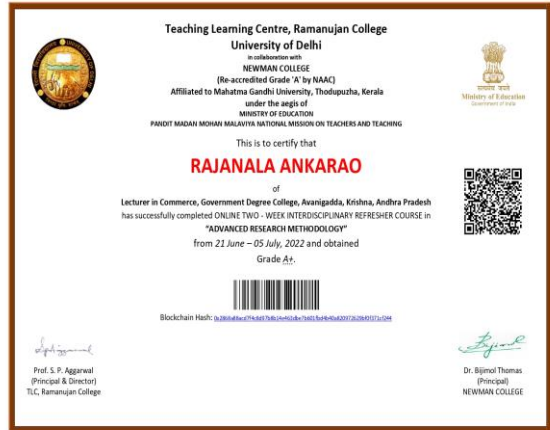 Teaching Learning Centre, Ramanujan College
University of Delhi
in collaboration with
NEWMAN COLLEGE
(Re-accredited Grade 'A' by NAAC)
Affiliated to Mahatma Gandhi University, Thodupuzha, Kerala
under the aegis of
MINISTRY OF EDUCATION
PANDIT MADAN MOHAN MALAVIYA NATIONAL MISSION ON TEACHERS AND TEACHING
सत्यमेव जयते
Ministry of Education
Government of India
This is to certify that
RAJANALA ANKARAO
of
Lecturer in Commerce, Government Degree College, Avanigadda, Krishna, Andhra Pradesh
has successfully completed ONLINE TWO - WEEK INTERDISCIPLINARY REFRESHER COURSE in
"ADVANCED RESEARCH METHODOLOGY"
from 21 June – 05 July, 2022 and obtained
Grade A+.
Blockchain Hash:
Prof. S. P. Aggarwal
(Principal & Director)
TLC, Ramanujan College
Dr. Bijimol Thomas
(Principal)
NEWMAN COLLEGE